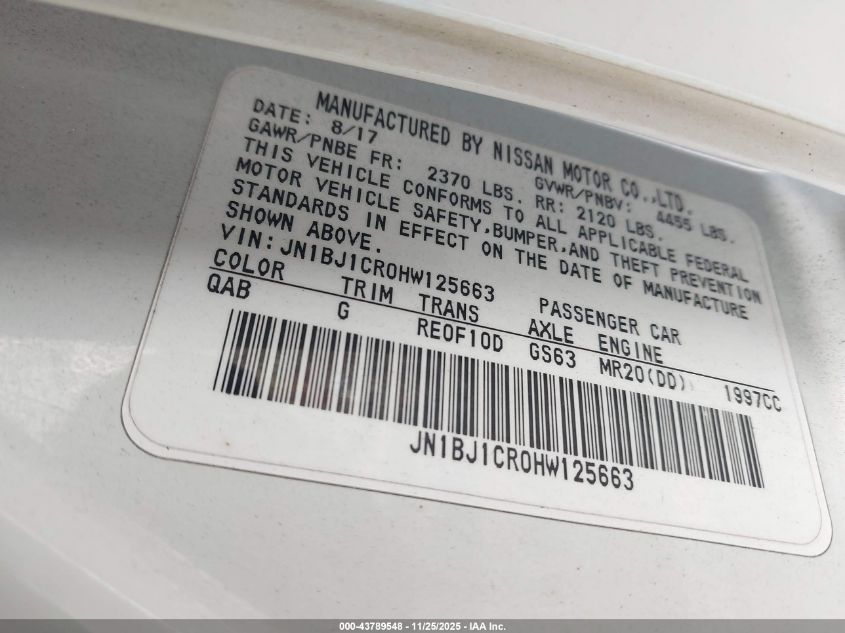 MANUFACTURED BY NISSAN MOTOR CO.,LTD.
DATE: 8/17 GVWR/PNBV: 4455 LBS.
GAWR/PNBE FR: 2370 LBS. RR: 2120 LBS.
THIS VEHICLE CONFORMS TO ALL APPLICABLE FEDERAL
MOTOR VEHICLE SAFETY,BUMPER,AND THEFT PREVENTION
STANDARDS IN EFFECT ON THE DATE OF MANUFACTURE
SHOWN ABOVE.
VIN: JN1BJ1CR0HW125663 PASSENGER CAR
COLOR TRIM TRANS AXLE ENGINE
QAB G RE0F10D GS63 MR20(DD) 1997CC
JN1BJ1CR0HW125663
000-43789548 - 11/25/2025 - IAA Inc.